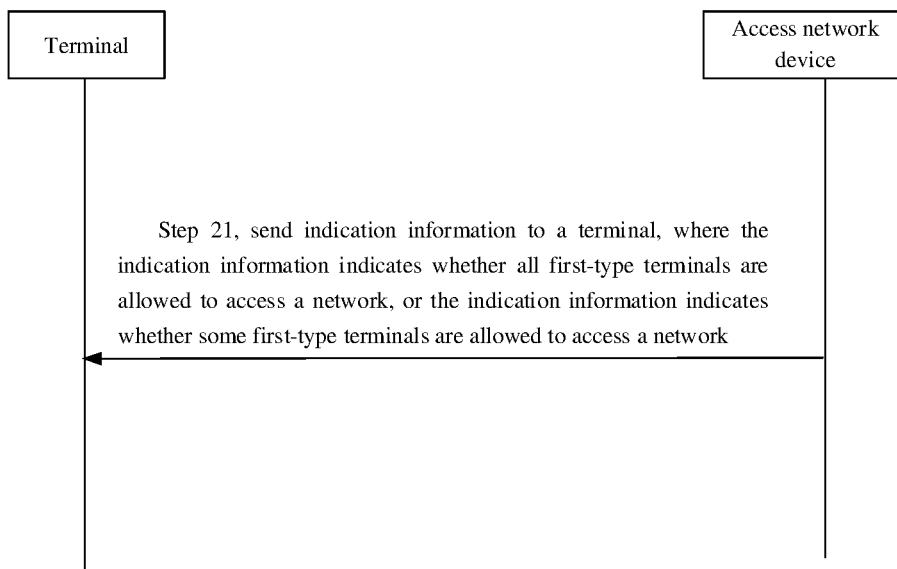 Terminal
Access network
device
Step 21, send indication information to a terminal, where the
indication information indicates whether all first-type terminals are
allowed to access a network, or the indication information indicates
whether some first-type terminals are allowed to access a network